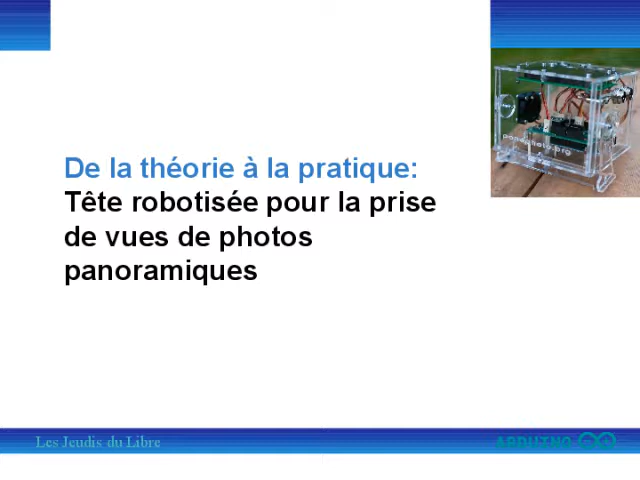 De la théorie à la pratique:
Tête robotisée pour la prise
de vues de photos
panoramiques
Les Jeudis du Libre
ARDUINO